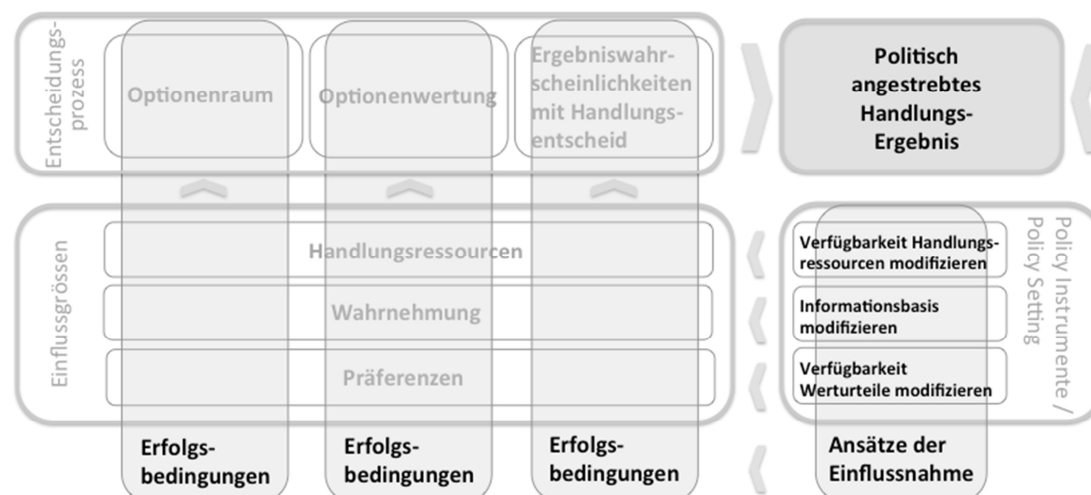 Entscheidungs-
prozess
Optionenraum
Optionenwertung
Ergebniswahr-
scheinlichkeiten
mit Handlungs-
entscheid
Politisch
angestrebtes
Handlungs-
Ergebnis
Einflussgrössen
Handlungsressourcen
Wahrnehmung
Präferenzen
Verfügbarkeit Handlungs-
ressourcen modifizieren
Informationsbasis
modifizieren
Verfügbarkeit
Werturteile modifizieren
Policy Instrumente /
Policy Setting
Erfolgs-
bedingungen
Erfolgs-
bedingungen
Erfolgs-
bedingungen
Ansätze der
Einflussnahme